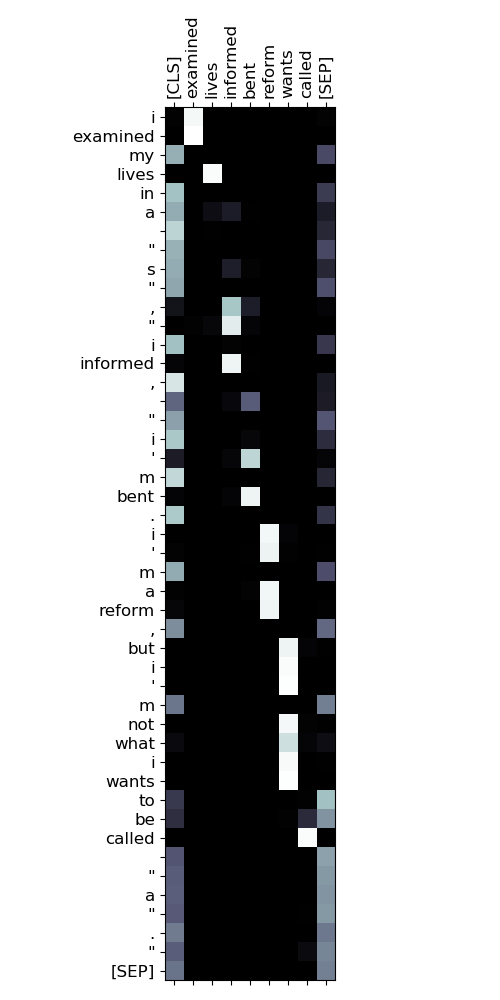 [CLS]
examined
lives
informed
bent
reform
wants
called
[SEP]
i
examined
my
lives
in
a
"
s
"
,
"
i
informed
,
"
i
'
m
bent
.
i
'
m
a
reform
,
but
i
'
m
not
what
i
wants
to
be
called
"
a
"
.
"
[SEP]